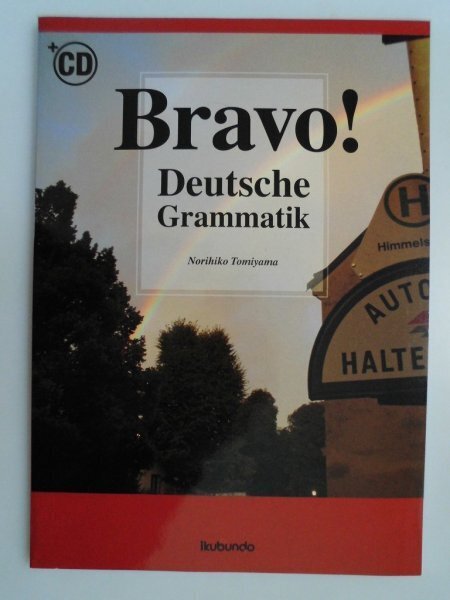 +CD
Bravo!
Deutsche
Grammatik
Norihiko Tomiyama
H
Himmels
AUTO
HALTE
ikubundo